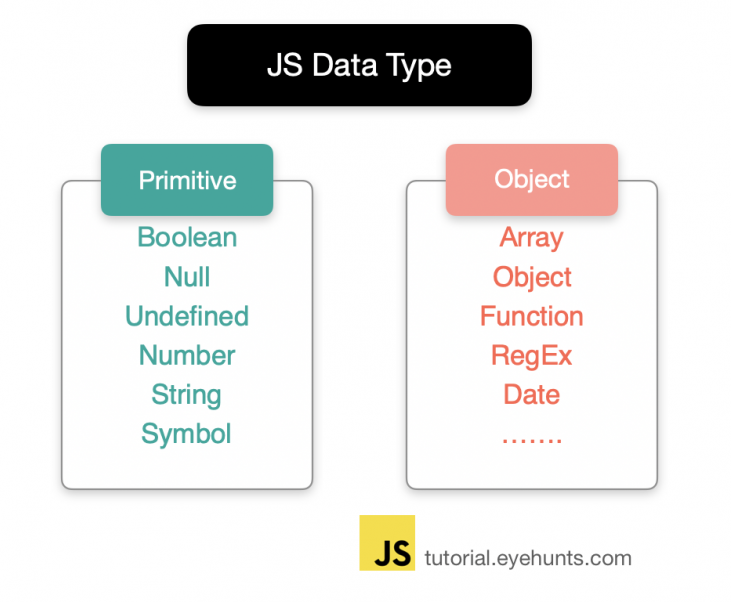 JS Data Type
Primitive
Boolean
Null
Undefined
Number
String
Symbol
Object
Array
Object
Function
RegEx
Date
.......
JS tutorial.eyehunts.com